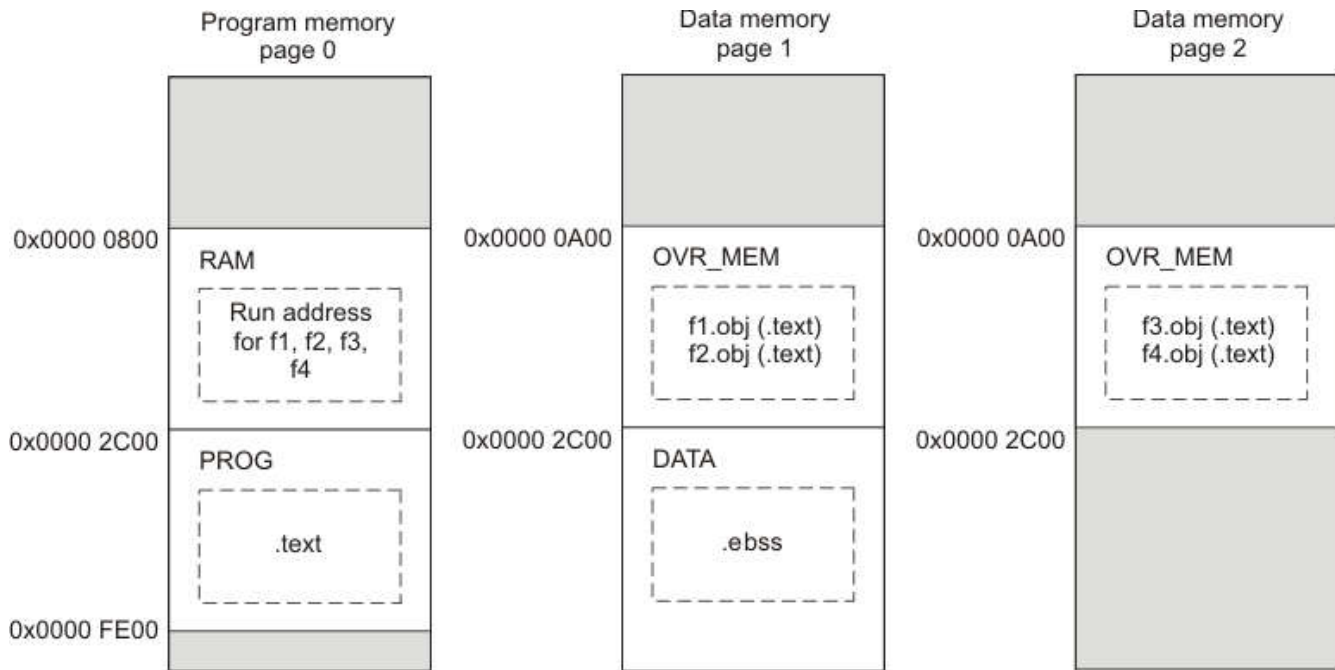 Program memory
page 0
0x0000 0800
RAM
Run address
for f1, f2, f3,
f4
0x0000 2C00
PROG
.text
0x0000 FE00
Data memory
page 1
0x0000 0A00
OVR_MEM
f1.obj (.text)
f2.obj (.text)
0x0000 2C00
DATA
.ebss
Data memory
page 2
0x0000 0A00
OVR_MEM
f3.obj (.text)
f4.obj (.text)
0x0000 2C00